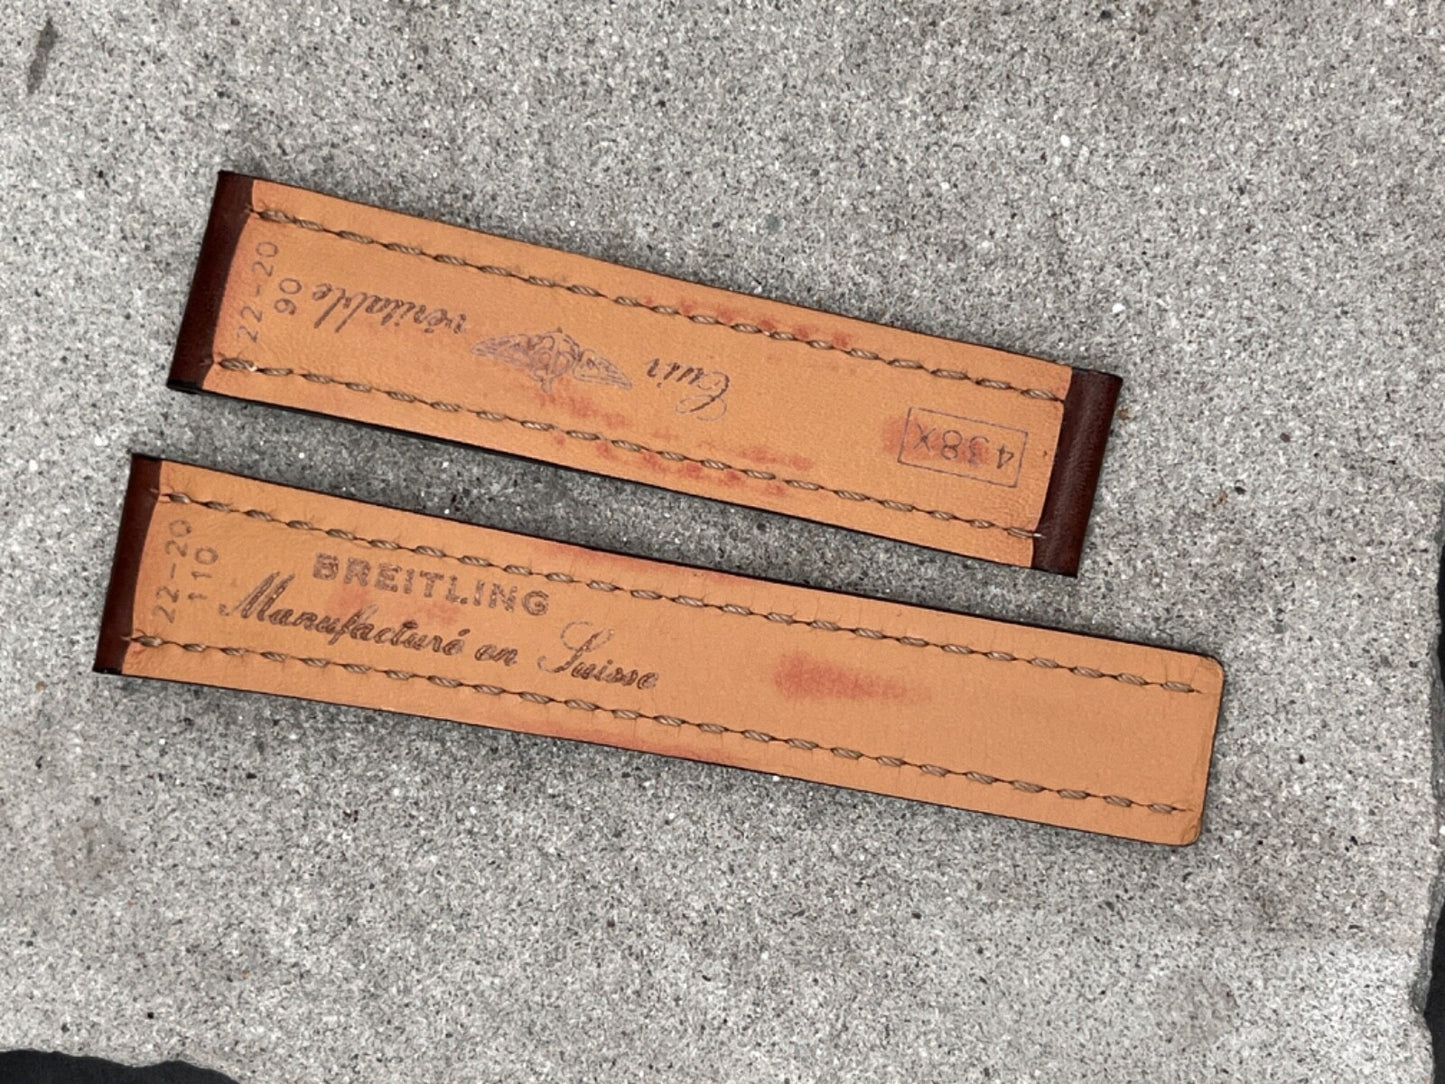 22-20
90
Cuir véritable
438X
22-20
110
BREITLING
Manufacturé en Suisse